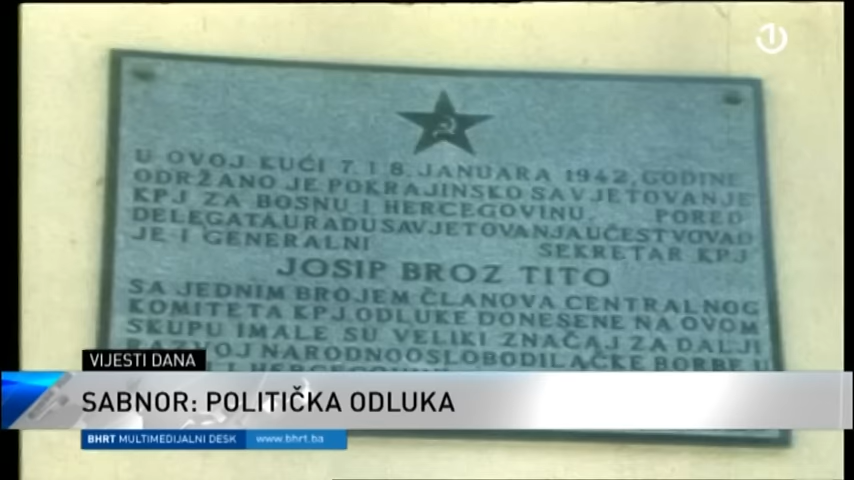 1
U OVOJ KUĆI 7. I 8. JANUARA 1942. GODINE
ODRŽANO JE POKRAJINSKO SAVJETOVANJE
KPJ ZA BOSNU I HERCEGOVINU. PORED
DELEGATA U RADU SAVJETOVANJA UČESTVOVAO
JE I GENERALNI SEKRETAR KPJ
JOSIP BROZ TITO
SA JEDNIM BROJEM ČLANOVA CENTRALNOG
KOMITETA KPJ. ODLUKE DONESENE NA OVOM
SKUPU IMALE SU VELIKI ZNAČAJ ZA DALJI
RAZVOJ NARODNOOSLOBODILAČKE BORBE U
I HERCEGOVINI
VIJESTI DANA
SABNOR: POLITIČKA ODLUKA
BHRT MULTIMEDIJALNI DESK www.bhrt.ba